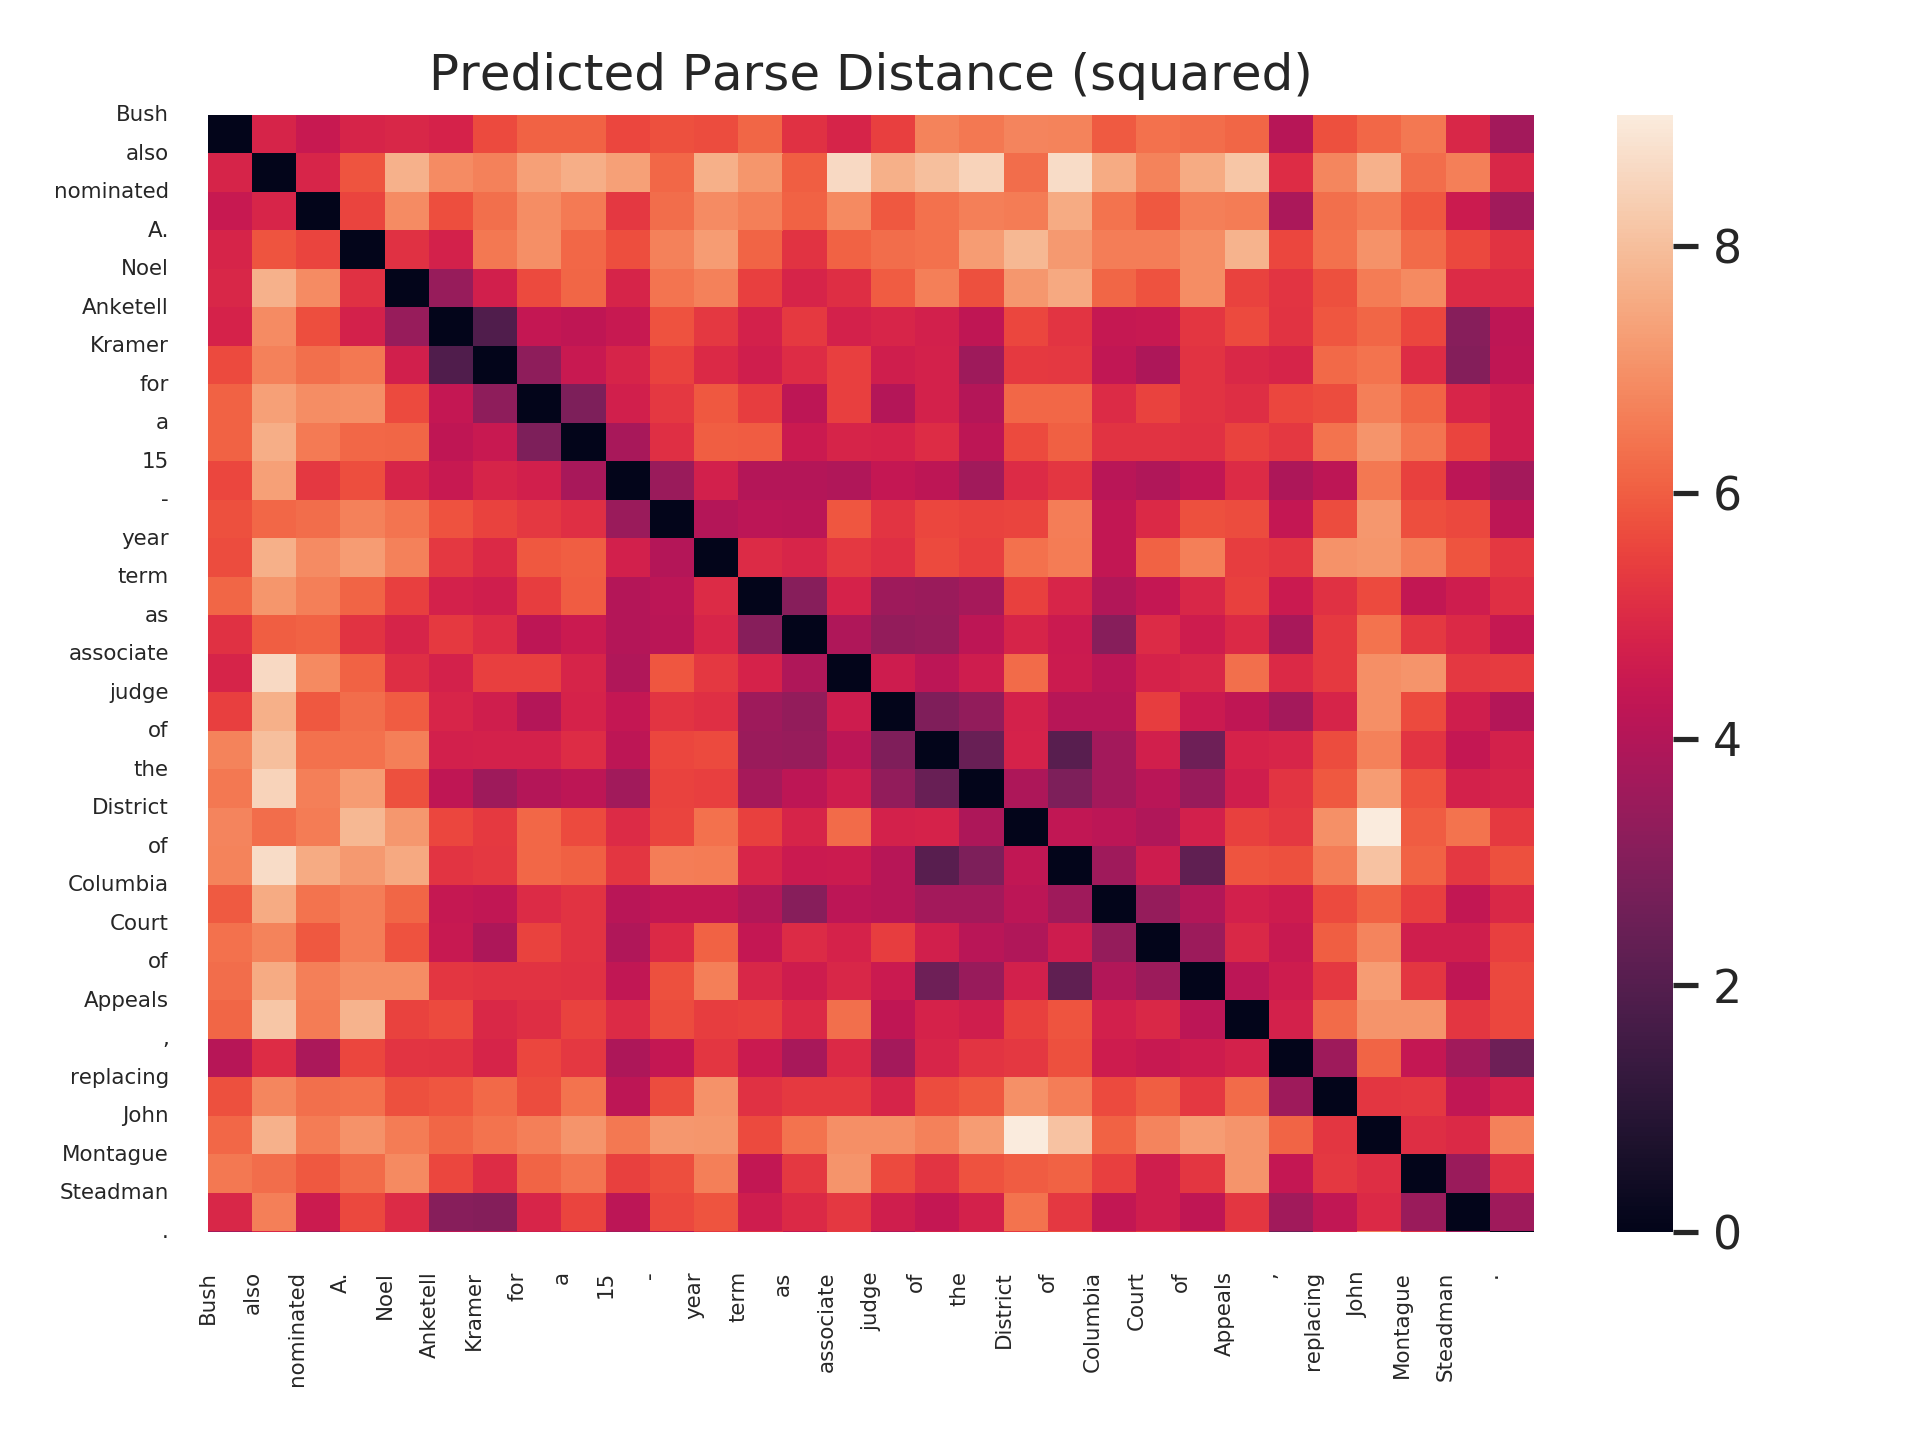 Predicted Parse Distance (squared)
Bush
also
nominated
A.
Noel
Anketell
Kramer
for
a
15
-
year
term
as
associate
judge
of
the
District
of
Columbia
Court
of
Appeals
,
replacing
John
Montague
Steadman
.
8
6
4
2
0
Bush
also
nominated
A.
Noel
Anketell
Kramer
for
a
15
-
year
term
as
associate
judge
of
the
District
of
Columbia
Court
of
Appeals
,
replacing
John
Montague
Steadman
.